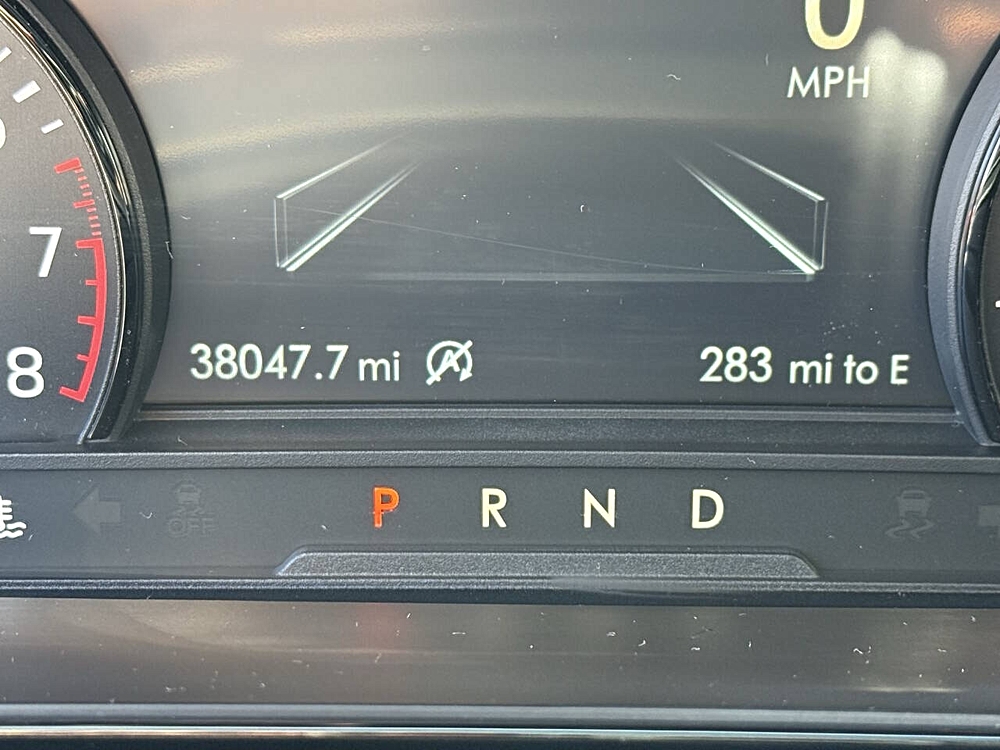 0
MPH
7
8
38047.7 mi
283 mi to E
OFF
P R N D